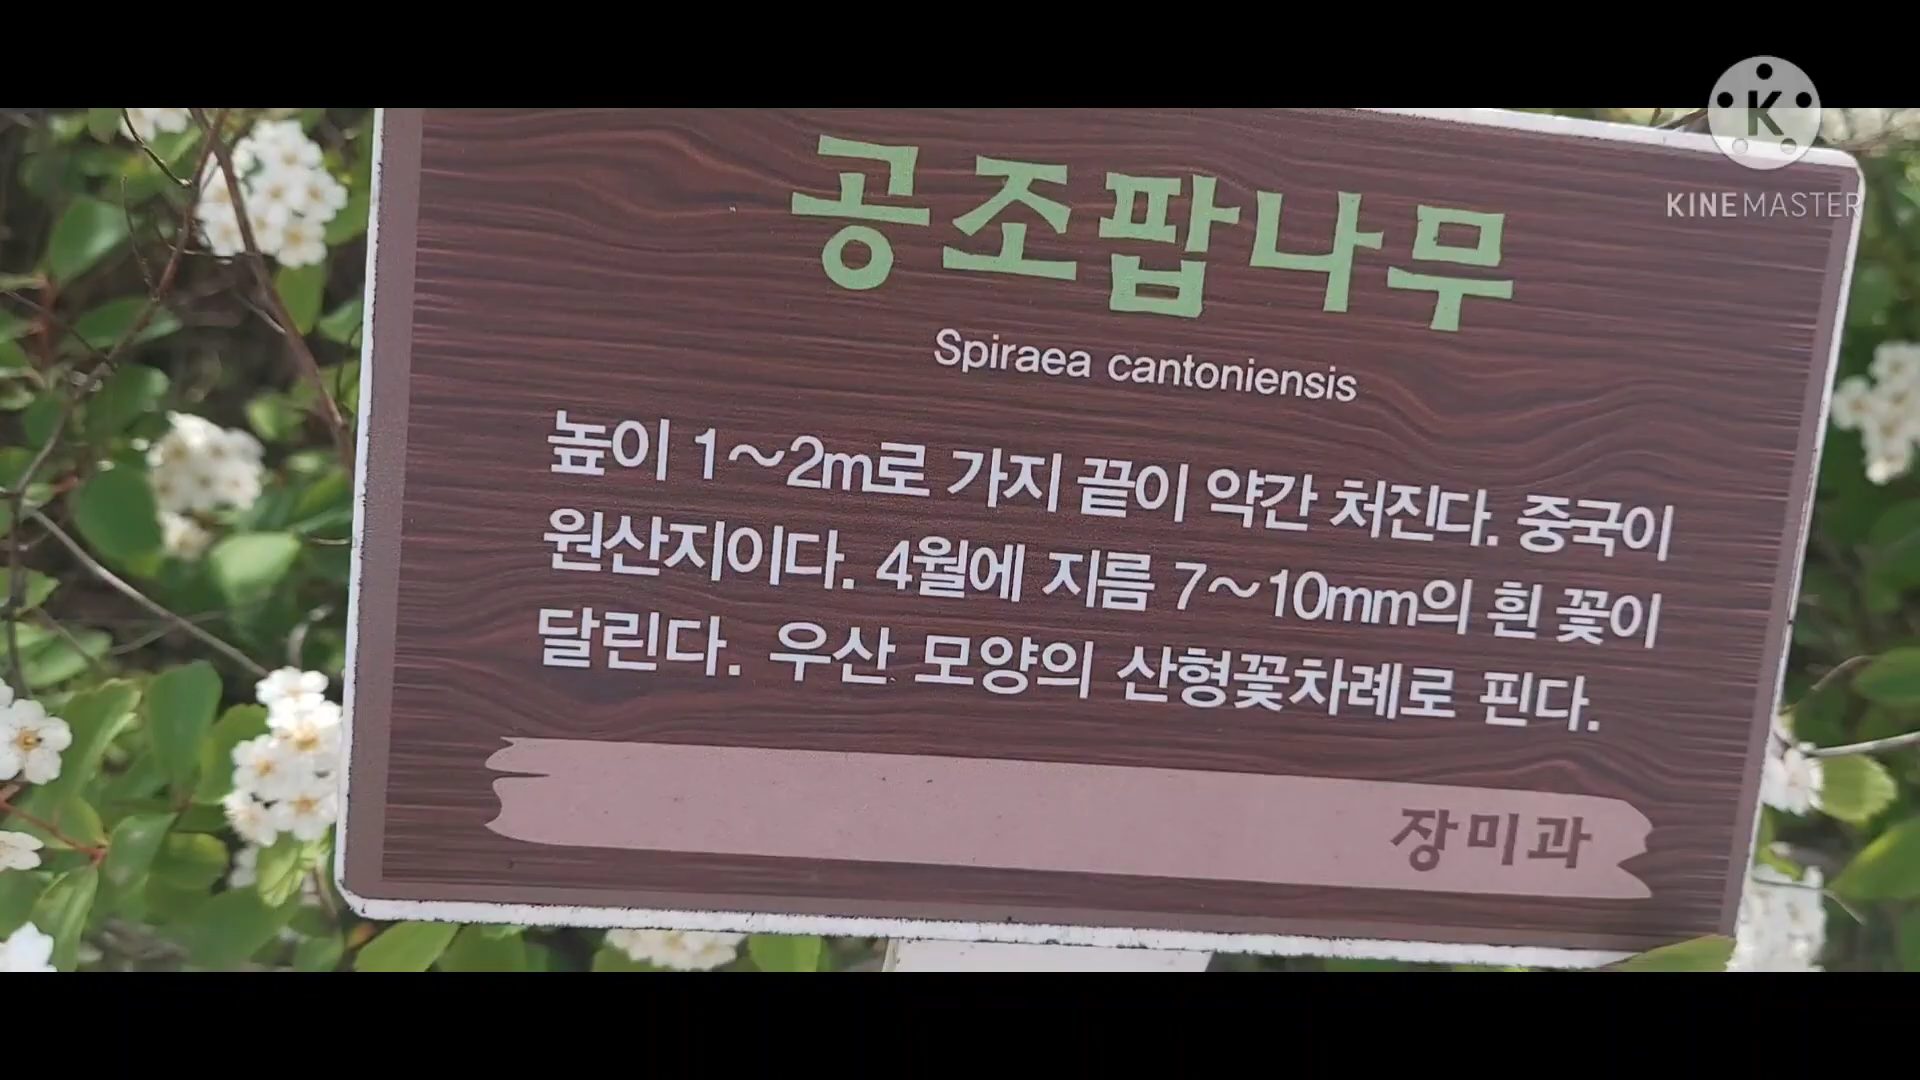 K
KINEMASTER
공조팝나무
Spiraea cantoniensis
높이 1~2m로 가지 끝이 약간 처진다. 중국이
원산지이다. 4월에 지름 7~10mm의 흰 꽃이
달린다. 우산 모양의 산형꽃차례로 핀다.
장미과